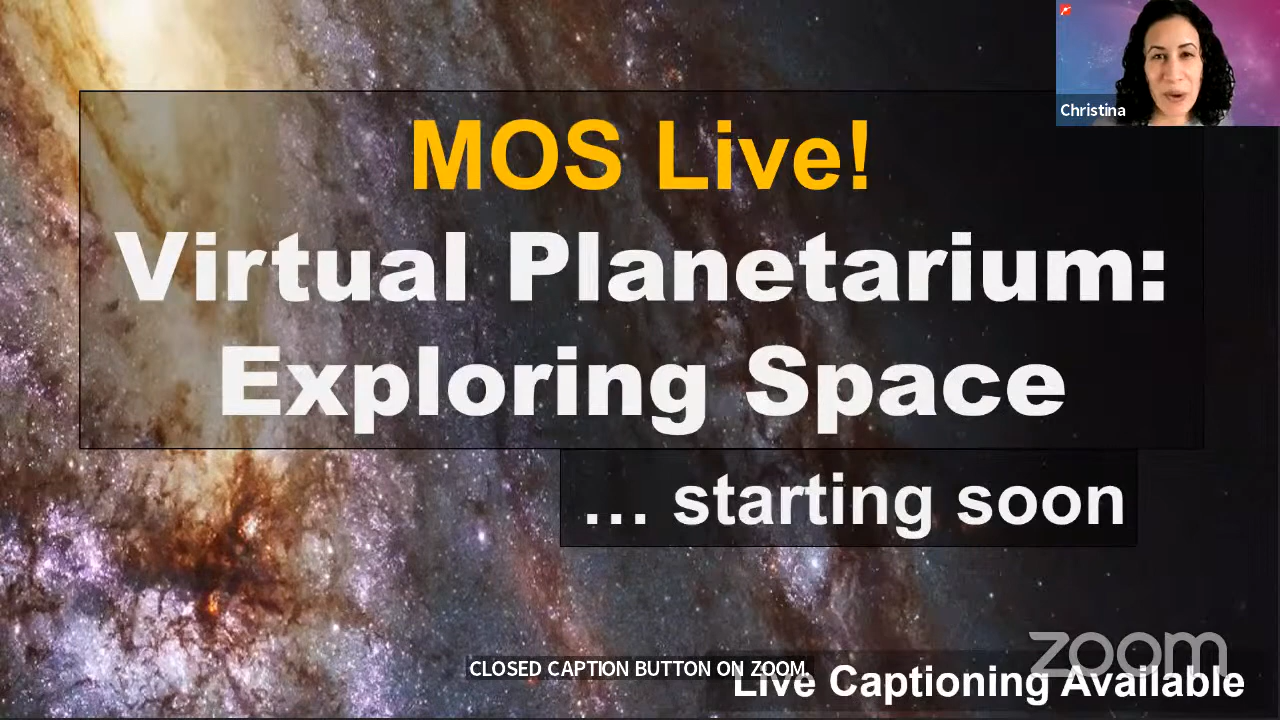 Christina
MOS Live!
Virtual Planetarium:
Exploring Space
... starting soon
zoom
CLOSED CAPTION BUTTON ON ZOOM.
Live Captioning Available